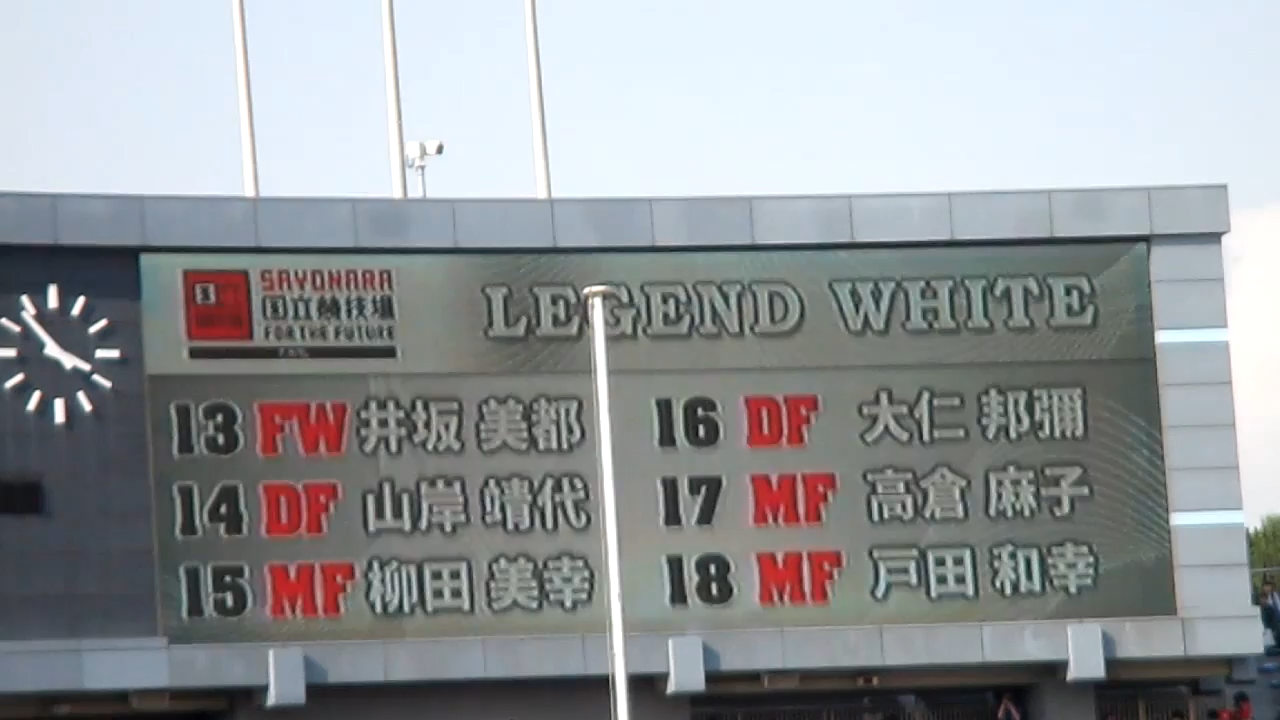 SAYONARA
国立競技場
FOR THE FUTURE
LEGEND WHITE
13 FW 井坂 美都
14 DF 山岸 靖代
15 MF 柳田 美幸
16 DF 大仁 邦彌
17 MF 高倉 麻子
18 MF 戸田 和幸